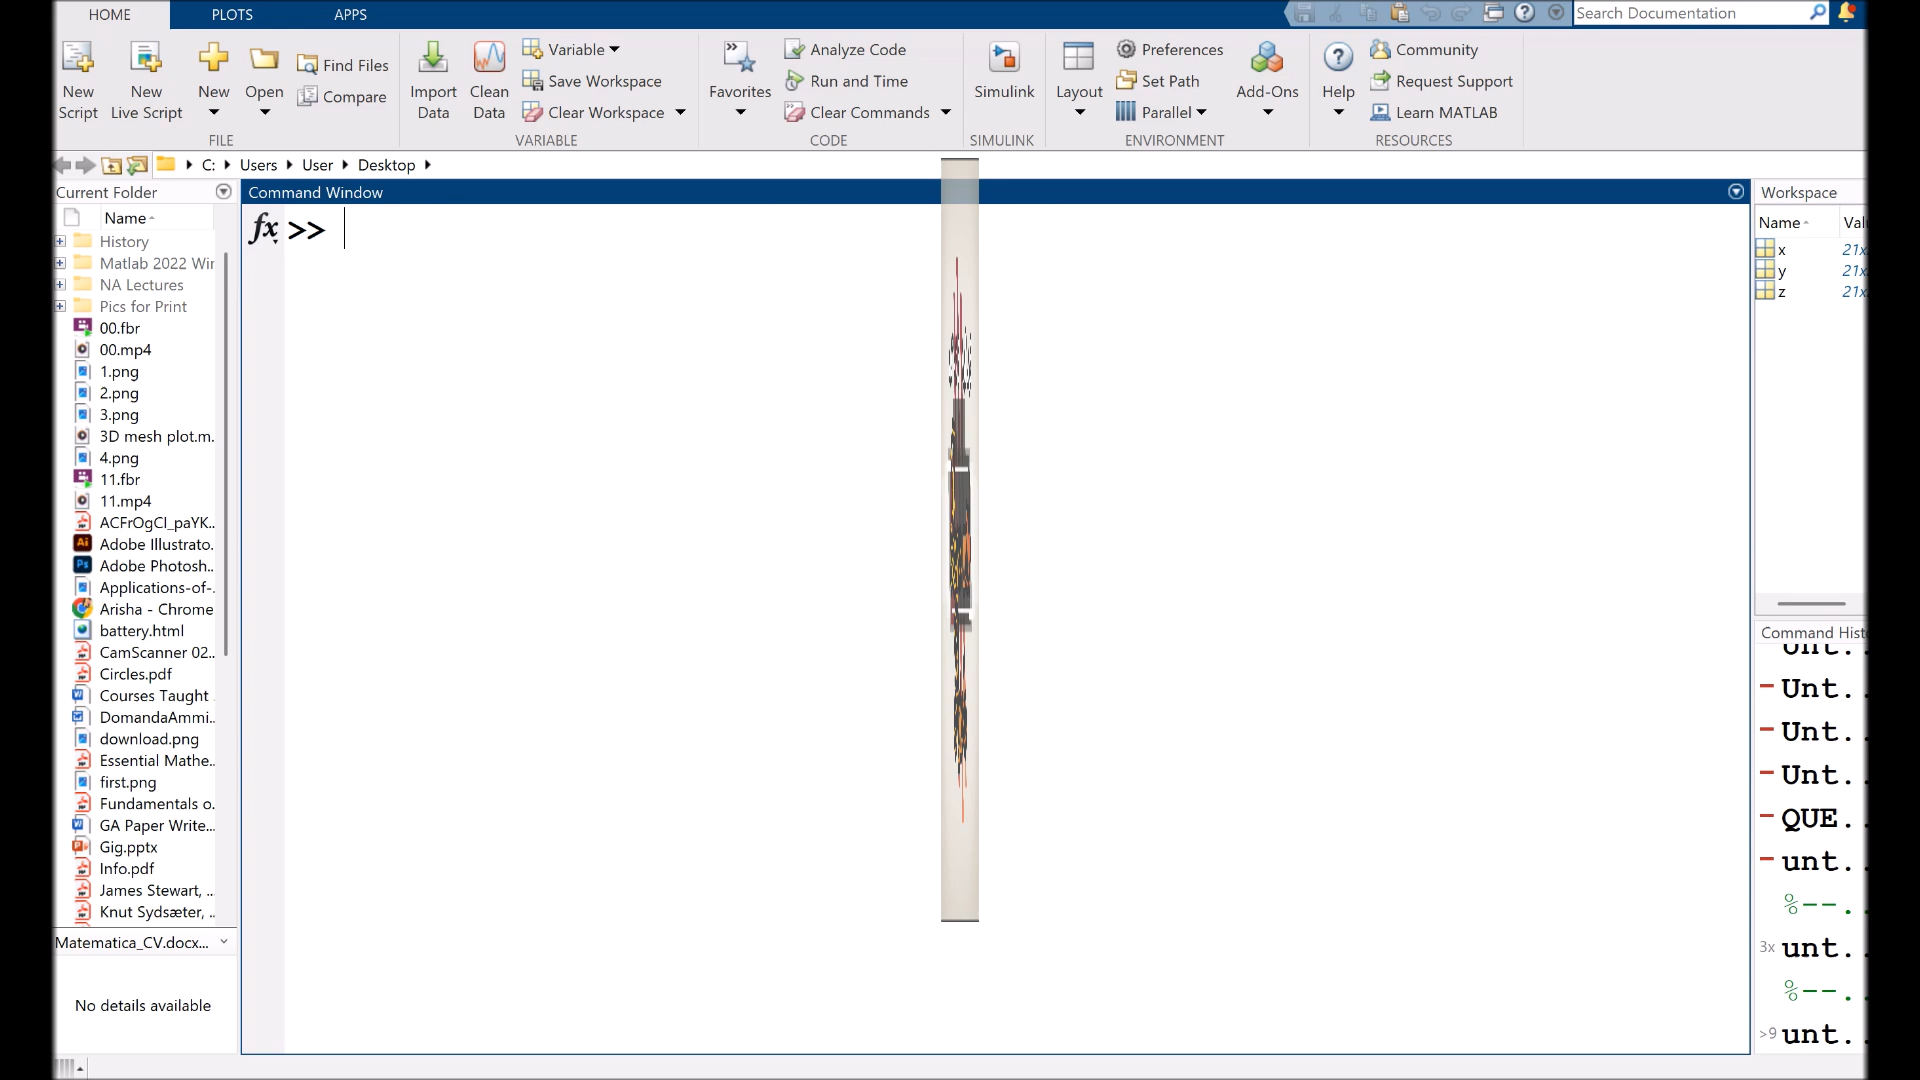 HOME PLOTS APPS
Search Documentation
New Script
New Live Script
New
Open
Find Files
Compare
FILE
Import Data
Clean Data
Variable
Save Workspace
Clear Workspace
VARIABLE
Favorites
Analyze Code
Run and Time
Clear Commands
CODE
Simulink
SIMULINK
Layout
Preferences
Set Path
Parallel
Add-Ons
ENVIRONMENT
Help
Community
Request Support
Learn MATLAB
RESOURCES
C: Users User Desktop
Current Folder
Name
History
Matlab 2022 Wir
NA Lectures
Pics for Print
00.fbr
00.mp4
1.png
2.png
3.png
3D mesh plot.m.
4.png
11.fbr
11.mp4
ACFrOgCI_paYK..
Adobe Illustrato.
Adobe Photosh..
Applications-of-.
Arisha - Chrome
battery.html
CamScanner 02..
Circles.pdf
Courses Taught
DomandaAmmi..
download.png
Essential Mathe..
first.png
Fundamentals o.
GA Paper Write...
Gig.pptx
Info.pdf
James Stewart, ..
Knut Sydsæter, ..
Matematica_CV.docx...
No details available
Command Window
fx >>
Workspace
Name Val
x 21x
y 21x
z 21x
Command Hist
Unt..
Unt..
Unt..
Unt..
QUE..
unt..
%--.
3x unt..
%--.
>9 unt..